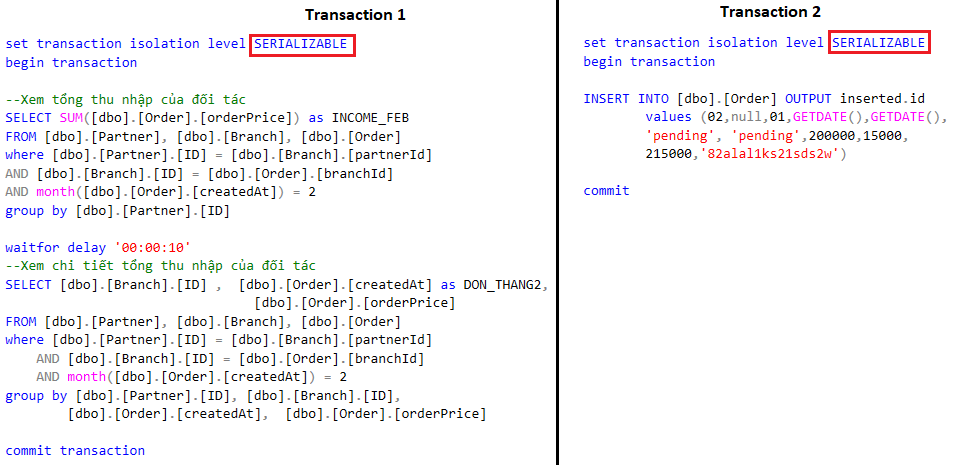 Transaction 1
set transaction isolation level SERIALIZABLE
begin transaction
--Xem tổng thu nhập của đối tác
SELECT SUM([dbo].[Order].[orderPrice]) as INCOME_FEB
FROM [dbo].[Partner], [dbo].[Branch], [dbo].[Order]
where [dbo].[Partner].[ID] = [dbo].[Branch].[partnerId]
AND [dbo].[Branch].[ID] = [dbo].[Order].[branchId]
AND month([dbo].[Order].[createdAt]) = 2
group by [dbo].[Partner].[ID]
waitfor delay '00:00:10'
--Xem chi tiết tổng thu nhập của đối tác
SELECT [dbo].[Branch].[ID] ,  [dbo].[Order].[createdAt] as DON_THANG2,
[dbo].[Order].[orderPrice]
FROM [dbo].[Partner], [dbo].[Branch], [dbo].[Order]
where [dbo].[Partner].[ID] = [dbo].[Branch].[partnerId]
AND [dbo].[Branch].[ID] = [dbo].[Order].[branchId]
AND month([dbo].[Order].[createdAt]) = 2
group by [dbo].[Partner].[ID], [dbo].[Branch].[ID],
[dbo].[Order].[createdAt],  [dbo].[Order].[orderPrice]
commit transaction
Transaction 2
set transaction isolation level SERIALIZABLE
begin transaction
INSERT INTO [dbo].[Order] OUTPUT inserted.id
values (02,null,01,GETDATE(),GETDATE(),
'pending', 'pending',200000,15000,
215000,'82alal1ks21sds2w')
commit